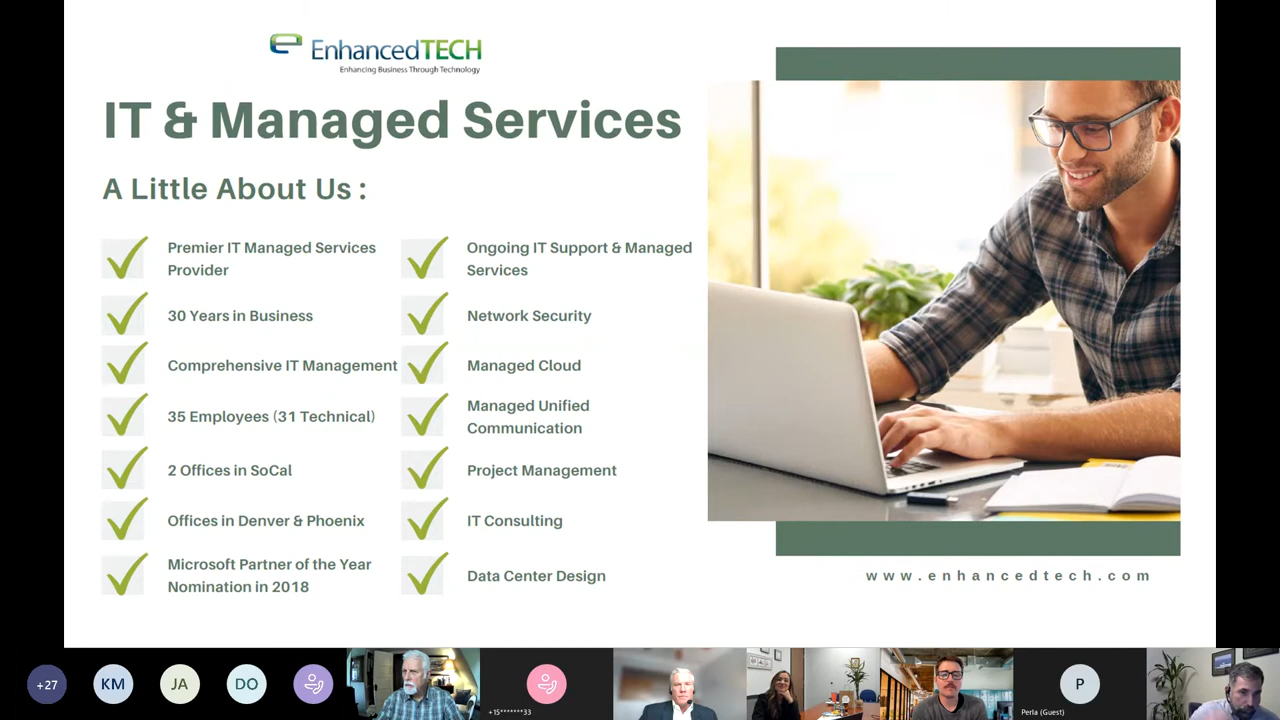 EnhancedTECH
Enhancing Business Through Technology
IT & Managed Services
A Little About Us :
Premier IT Managed Services
Provider
30 Years in Business
Comprehensive IT Management
35 Employees (31 Technical)
2 Offices in SoCal
Offices in Denver & Phoenix
Microsoft Partner of the Year
Nomination in 2018
Ongoing IT Support & Managed
Services
Network Security
Managed Cloud
Managed Unified
Communication
Project Management
IT Consulting
Data Center Design
www.enhancedtech.com
+27
KM
JA
DO
+15*******33
P
Perla (Guest)